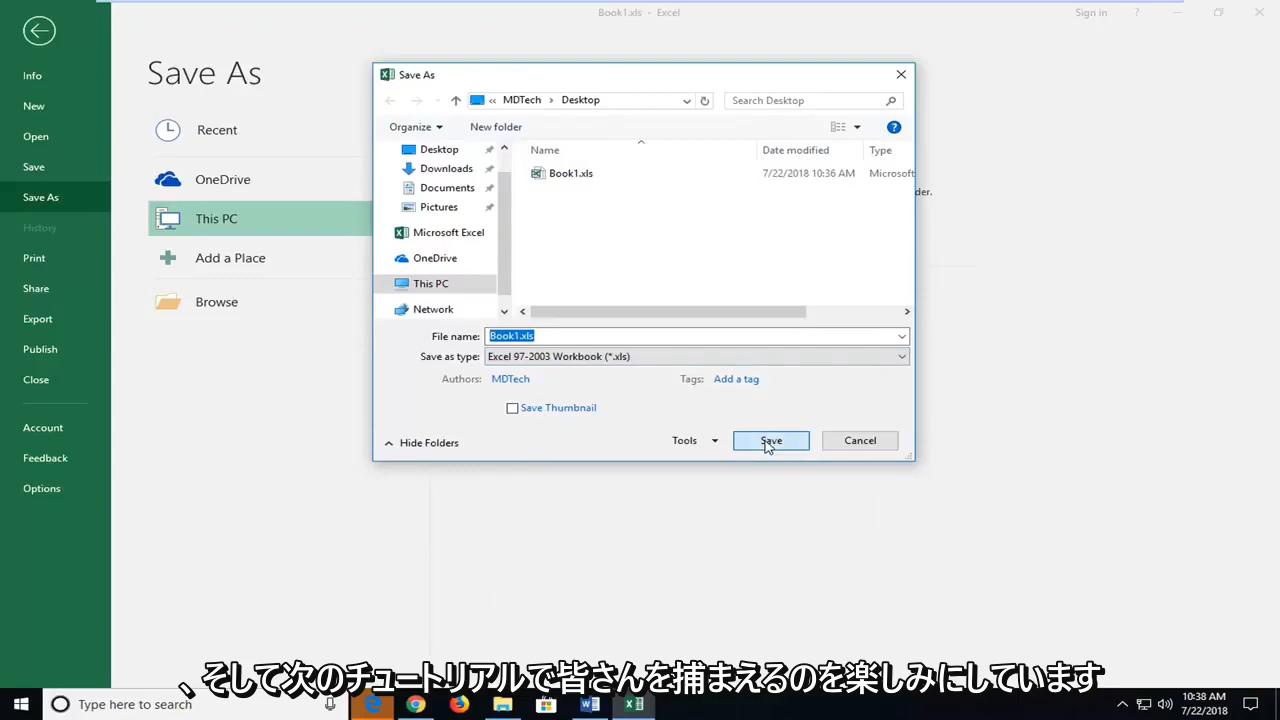 Book1.xls - Excel
Sign in
?
Info
New
Open
Save
Save As
History
Print
Share
Export
Publish
Close
Account
Feedback
Options
Save As
Recent
OneDrive
This PC
Add a Place
Browse
der.
Save As
« MDTech > Desktop
Search Desktop
Organize
New folder
?
Desktop
Downloads
Documents
Pictures
Microsoft Excel
OneDrive
This PC
Network
Name Date modified Type
Book1.xls 7/22/2018 10:36 AM Microsoft
File name: Book1.xls
Save as type: Excel 97-2003 Workbook (*.xls)
Authors: MDTech Tags: Add a tag
Save Thumbnail
Hide Folders
Tools
Save
Cancel
、そして次のチュートリアルで皆さんを捕まえるのを楽しみにしています
Type here to search
10:38 AM
7/22/2018